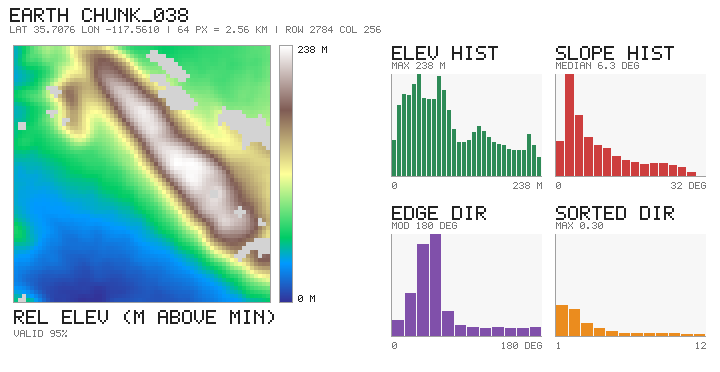 EARTH CHUNK_038
LAT 35.7076 LON -117.5610 | 64 PX = 2.56 KM | ROW 2784 COL 256
238 M
0 M
REL ELEV (M ABOVE MIN)
VALID 95%
ELEV HIST
MAX 238 M
0 238 M
SLOPE HIST
MEDIAN 6.3 DEG
0 32 DEG
EDGE DIR
MOD 180 DEG
0 180 DEG
SORTED DIR
MAX 0.30
1 12